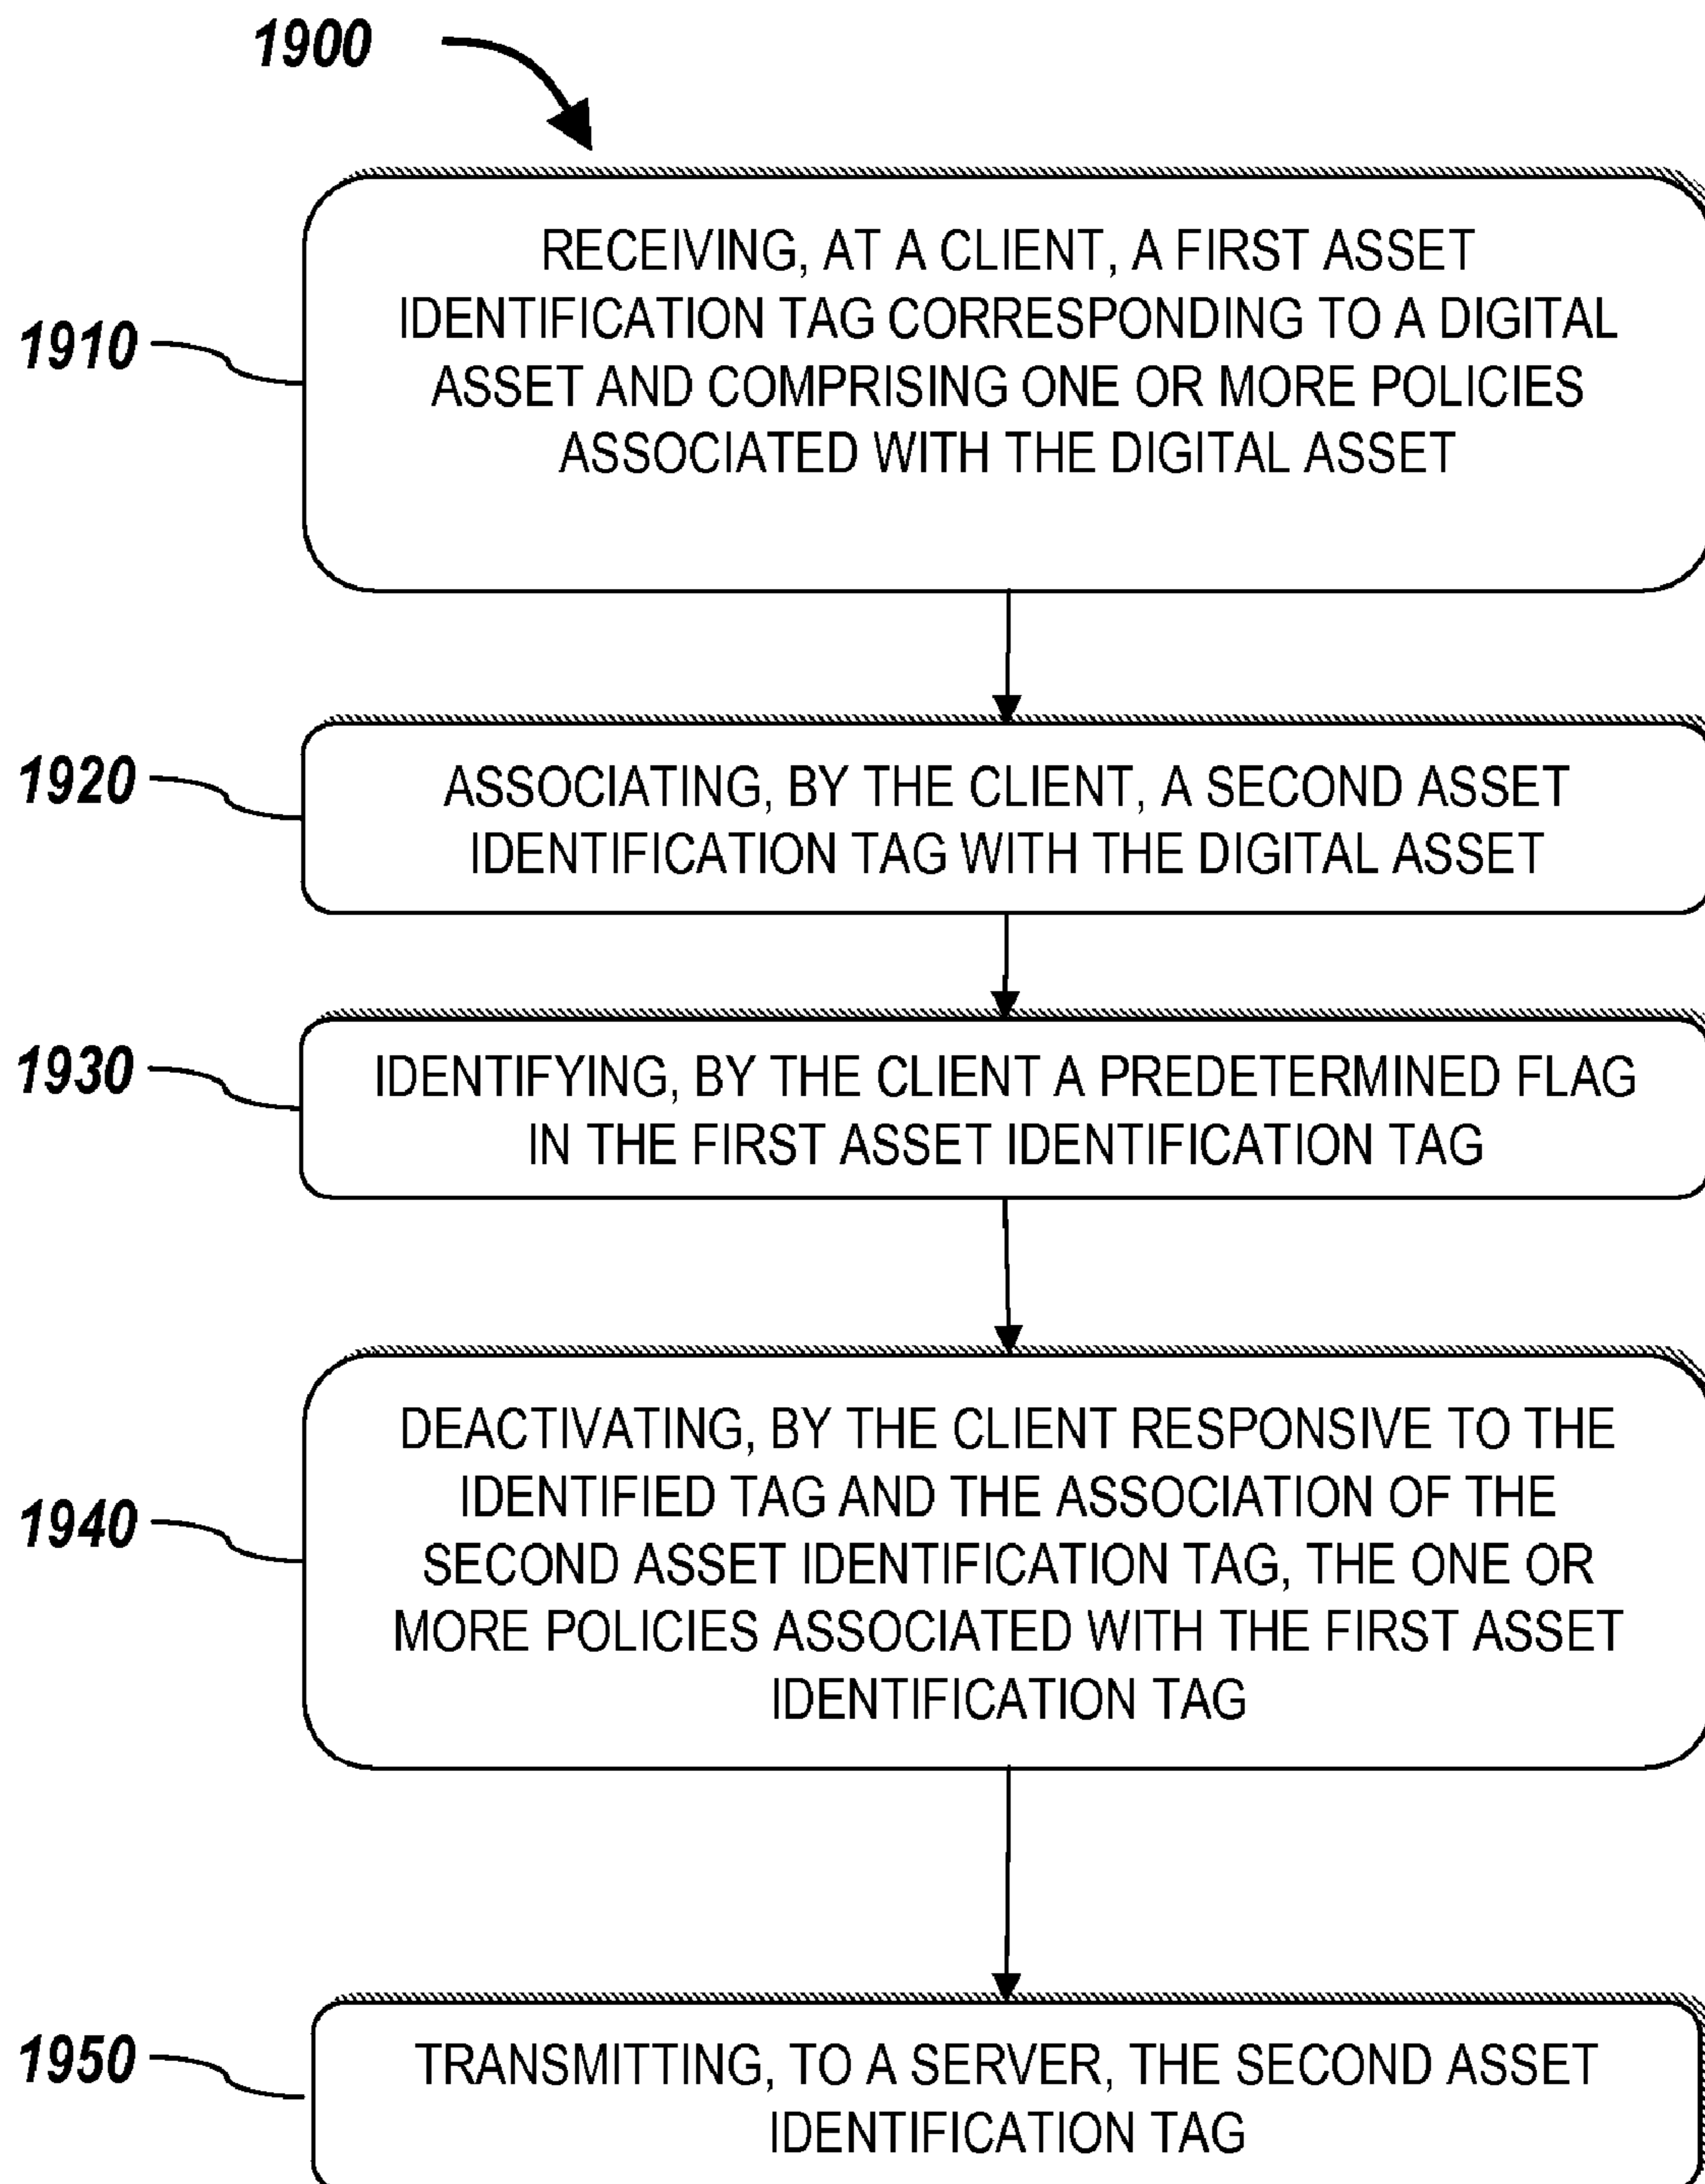 1900
RECEIVING, AT A CLIENT, A FIRST ASSET
IDENTIFICATION TAG CORRESPONDING TO A DIGITAL
ASSET AND COMPRISING ONE OR MORE POLICIES
ASSOCIATED WITH THE DIGITAL ASSET
1910
ASSOCIATING, BY THE CLIENT, A SECOND ASSET
IDENTIFICATION TAG WITH THE DIGITAL ASSET
1920
IDENTIFYING, BY THE CLIENT A PREDETERMINED FLAG
IN THE FIRST ASSET IDENTIFICATION TAG
1930
DEACTIVATING, BY THE CLIENT RESPONSIVE TO THE
IDENTIFIED TAG AND THE ASSOCIATION OF THE
SECOND ASSET IDENTIFICATION TAG, THE ONE OR
MORE POLICIES ASSOCIATED WITH THE FIRST ASSET
IDENTIFICATION TAG
1940
TRANSMITTING, TO A SERVER, THE SECOND ASSET
IDENTIFICATION TAG
1950